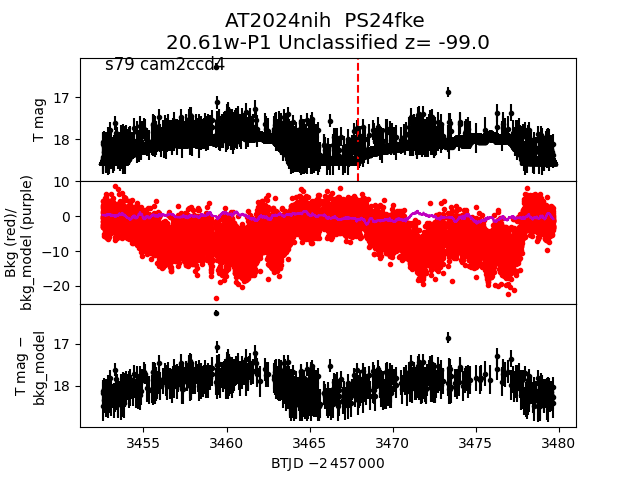 AT2024nih  PS24fke
20.61w-P1 Unclassified z= -99.0
s79 cam2ccd4
T mag
17
18
Bkg (red)/
bkg_model (purple)
10
0
−10
−20
T mag −
bkg_model
17
18
3455 3460 3465 3470 3475 3480
BTJD −2 457 000